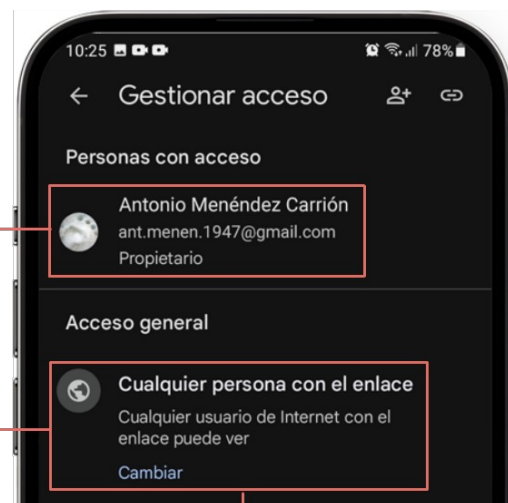 10:25 78%
Gestionar acceso
Personas con acceso
Antonio Menéndez Carrión
ant.menen.1947@gmail.com
Propietario
Acceso general
Cualquier persona con el enlace
Cualquier usuario de Internet con el
enlace puede ver
Cambiar